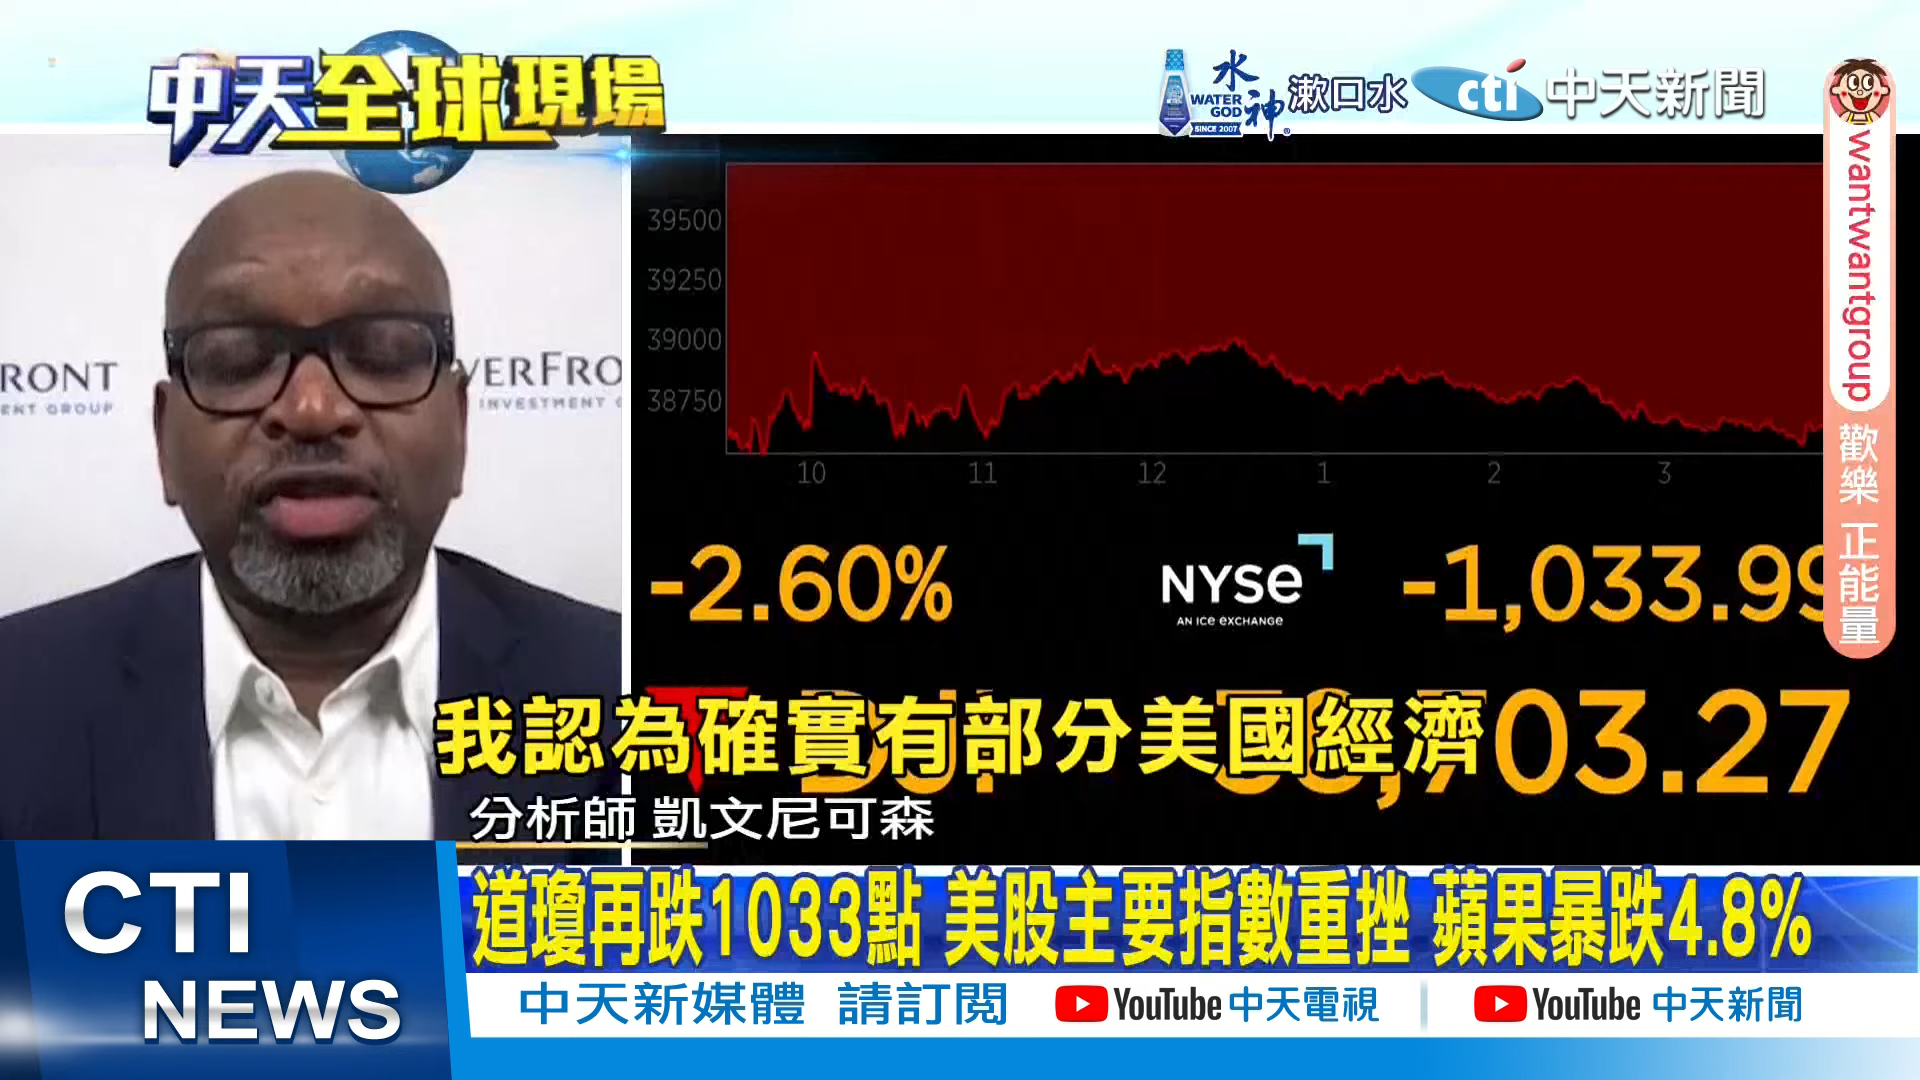 中天全球現場
水神
WATER GOD
SINCE 2007
漱口水
cti 中天新聞
wantwantgroup
歡樂 正能量
RONT
ENT GROUP
VERFRO
INVESTMENT
39500
39250
39000
38750
10 11 12 1 2 3
-2.60%
NYSE
AN ICE EXCHANGE
-1,033.99
03.27
我認為確實有部分美國經濟
分析師 凱文尼可森
道瓊再跌1033點 美股主要指數重挫 蘋果暴跌4.8%
CTI NEWS
中天新媒體 請訂閱 YouTube 中天電視 YouTube 中天新聞